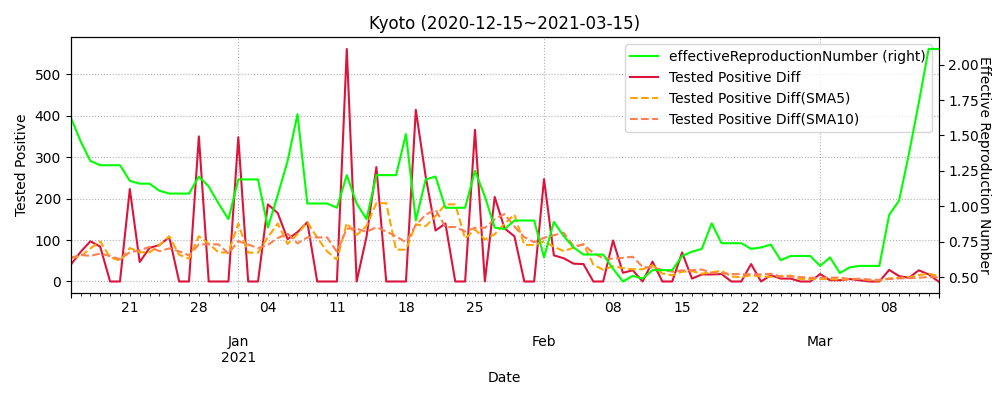 Kyoto (2020-12-15~2021-03-15)
effectiveReproductionNumber (right)
Tested Positive Diff
Tested Positive Diff(SMA5)
Tested Positive Diff(SMA10)
Tested Positive
500
400
300
200
100
0
2.00
1.75
1.50
1.25
1.00
0.75
0.50
Effective Reproduction Number
21 28 04 11 18 25 08 15 22 08
Jan Feb Mar
2021
Date